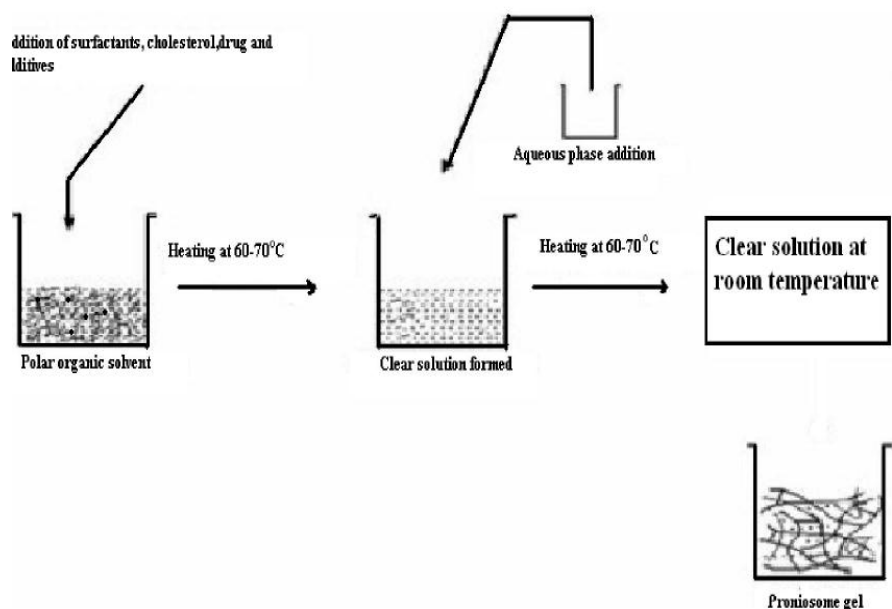 ddition of surfactants, cholesterol,drug and
lditives
Aqueous phase addition
Heating at 60-70°C
Heating at 60-70°C
Clear solution at
room temperature
Polar organic solvent
Clear solution formed
Proniosome gel